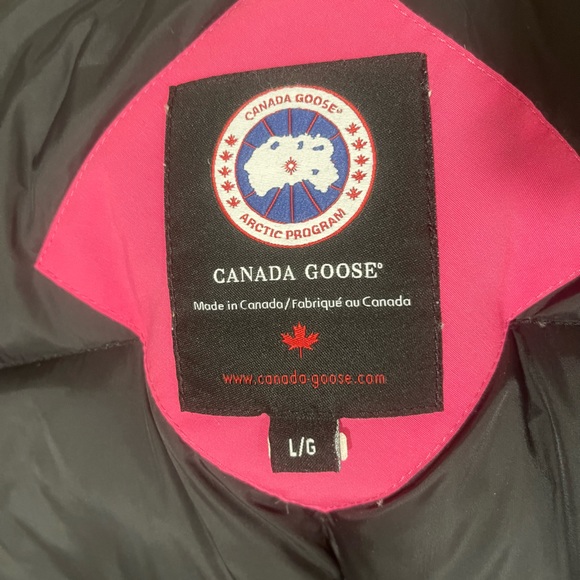 CANADA GOOSE®
ARCTIC PROGRAM
CANADA GOOSE®
Made in Canada/Fabriqué au Canada
www.canada-goose.com
L/G